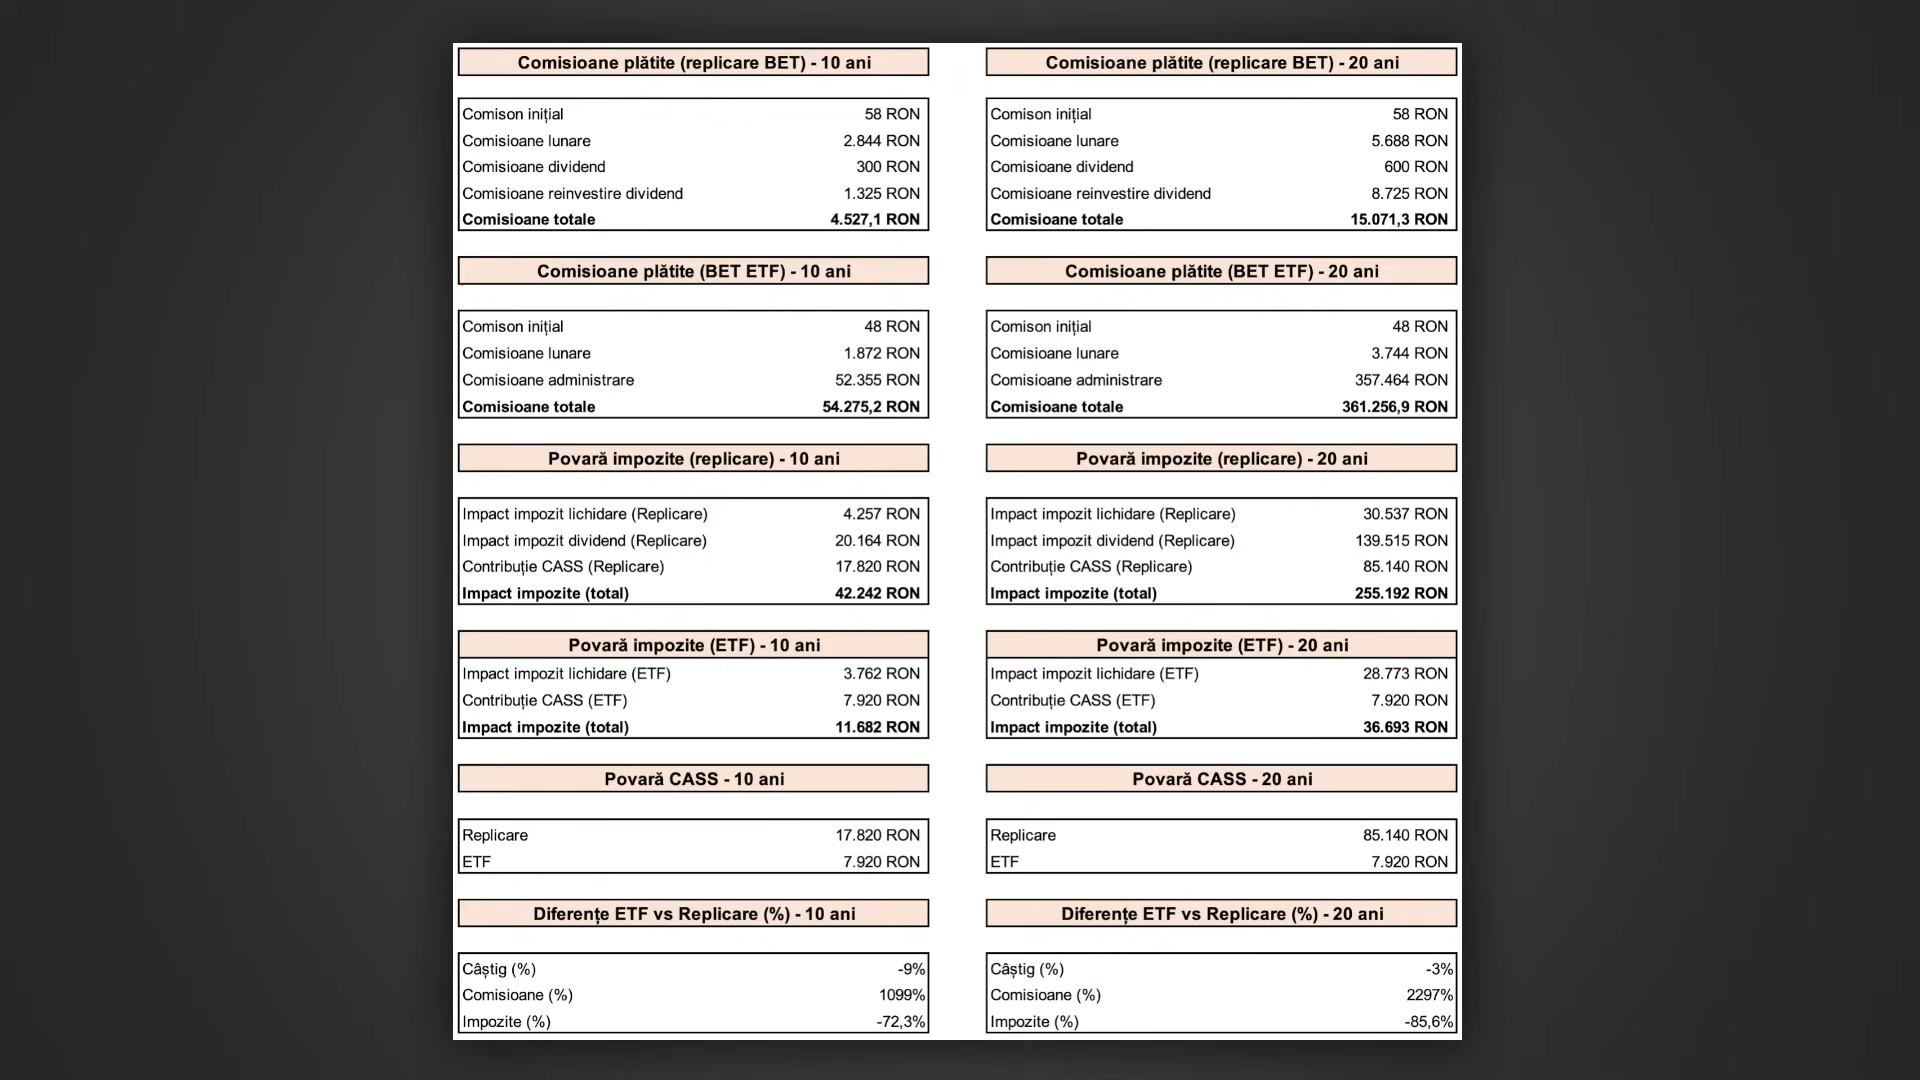 Comisioane plătite (replicare BET) - 10 ani
Comison inițial 58 RON
Comisioane lunare 2.844 RON
Comisioane dividend 300 RON
Comisioane reinvestire dividend 1.325 RON
Comisioane totale 4.527,1 RON
Comisioane plătite (BET ETF) - 10 ani
Comison inițial 48 RON
Comisioane lunare 1.872 RON
Comisioane administrare 52.355 RON
Comisioane totale 54.275,2 RON
Povară impozite (replicare) - 10 ani
Impact impozit lichidare (Replicare) 4.257 RON
Impact impozit dividend (Replicare) 20.164 RON
Contribuție CASS (Replicare) 17.820 RON
Impact impozite (total) 42.242 RON
Povară impozite (ETF) - 10 ani
Impact impozit lichidare (ETF) 3.762 RON
Contribuție CASS (ETF) 7.920 RON
Impact impozite (total) 11.682 RON
Povară CASS - 10 ani
Replicare 17.820 RON
ETF 7.920 RON
Diferențe ETF vs Replicare (%) - 10 ani
Câștig (%) -9%
Comisioane (%) 1099%
Impozite (%) -72,3%
Comisioane plătite (replicare BET) - 20 ani
Comison inițial 58 RON
Comisioane lunare 5.688 RON
Comisioane dividend 600 RON
Comisioane reinvestire dividend 8.725 RON
Comisioane totale 15.071,3 RON
Comisioane plătite (BET ETF) - 20 ani
Comison inițial 48 RON
Comisioane lunare 3.744 RON
Comisioane administrare 357.464 RON
Comisioane totale 361.256,9 RON
Povară impozite (replicare) - 20 ani
Impact impozit lichidare (Replicare) 30.537 RON
Impact impozit dividend (Replicare) 139.515 RON
Contribuție CASS (Replicare) 85.140 RON
Impact impozite (total) 255.192 RON
Povară impozite (ETF) - 20 ani
Impact impozit lichidare (ETF) 28.773 RON
Contribuție CASS (ETF) 7.920 RON
Impact impozite (total) 36.693 RON
Povară CASS - 20 ani
Replicare 85.140 RON
ETF 7.920 RON
Diferențe ETF vs Replicare (%) - 20 ani
Câștig (%) -3%
Comisioane (%) 2297%
Impozite (%) -85,6%